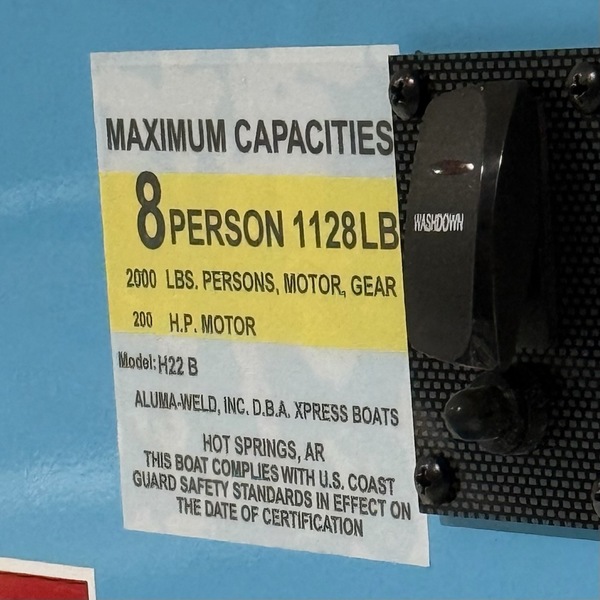 MAXIMUM CAPACITIES
8 PERSON 1128 LB
2000 LBS. PERSONS, MOTOR, GEAR
200 H.P. MOTOR
Model: H22 B
ALUMA-WELD, INC. D.B.A. XPRESS BOATS
HOT SPRINGS, AR
THIS BOAT COMPLIES WITH U.S. COAST
GUARD SAFETY STANDARDS IN EFFECT ON
THE DATE OF CERTIFICATION
WASHDOWN